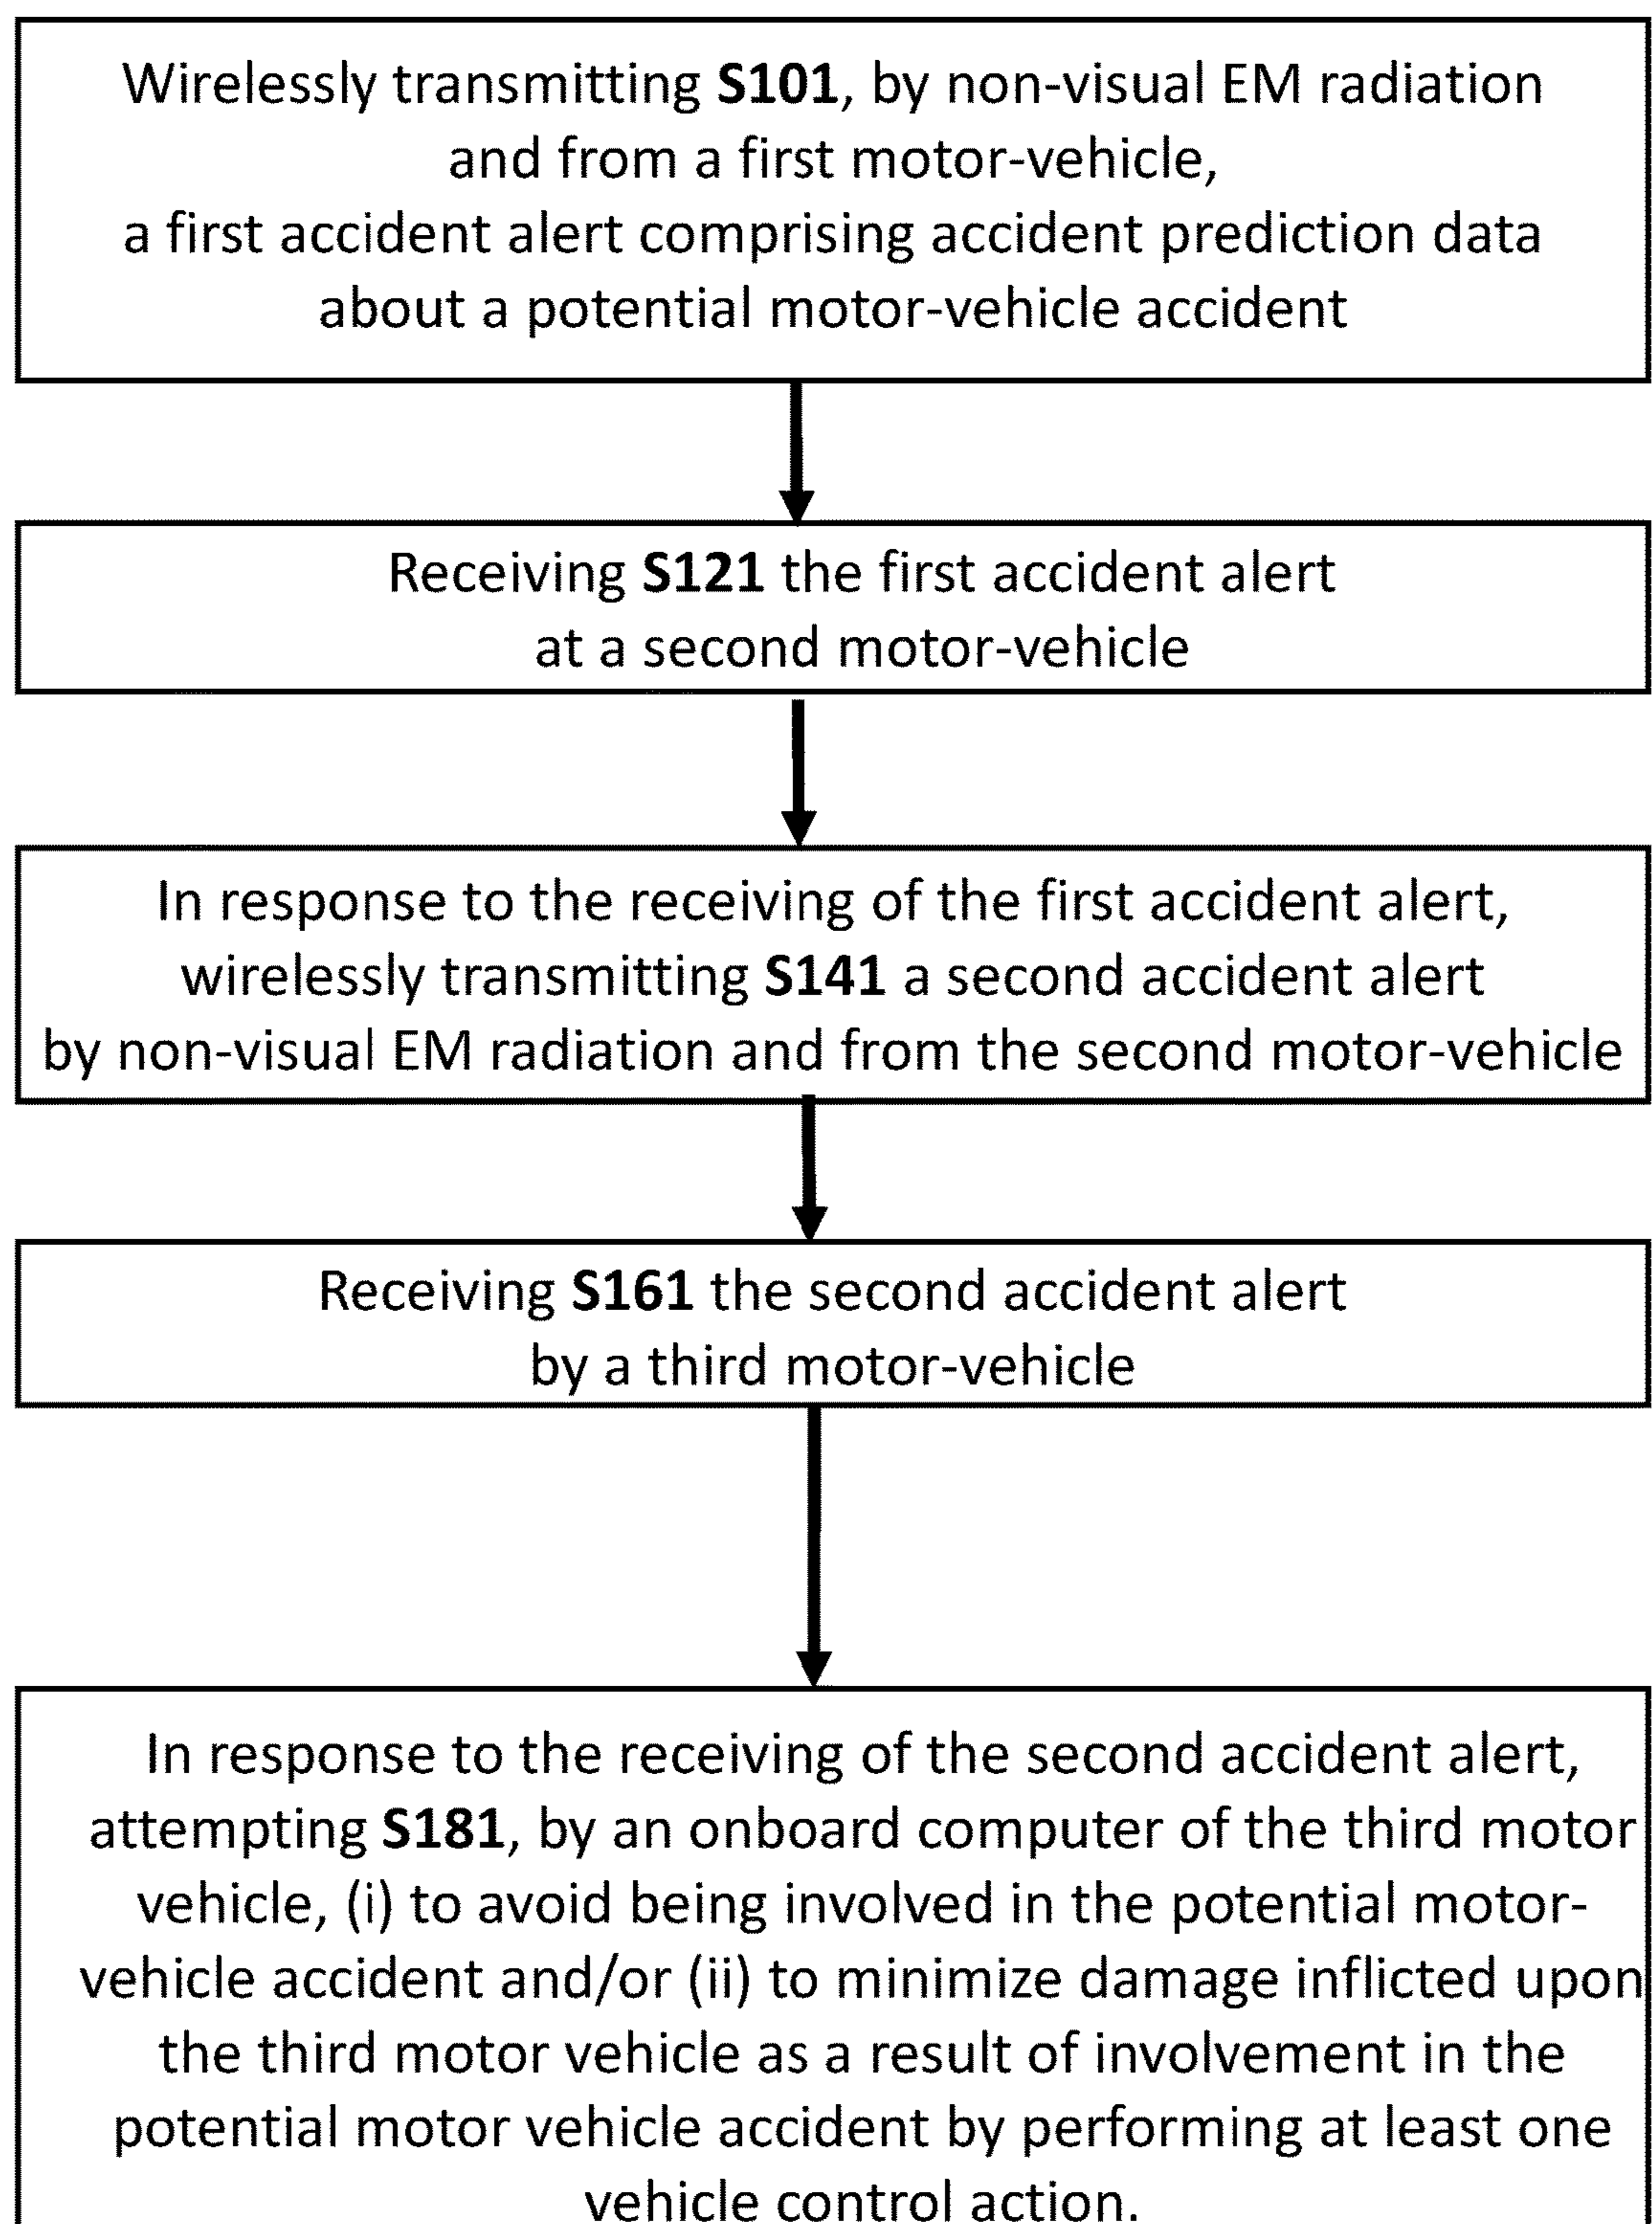 Wirelessly transmitting S101, by non-visual EM radiation
and from a first motor-vehicle,
a first accident alert comprising accident prediction data
about a potential motor-vehicle accident
Receiving S121 the first accident alert
at a second motor-vehicle
In response to the receiving of the first accident alert,
wirelessly transmitting S141 a second accident alert
by non-visual EM radiation and from the second motor-vehicle
Receiving S161 the second accident alert
by a third motor-vehicle
In response to the receiving of the second accident alert,
attempting S181, by an onboard computer of the third motor
vehicle, (i) to avoid being involved in the potential motor-
vehicle accident and/or (ii) to minimize damage inflicted upon
the third motor vehicle as a result of involvement in the
potential motor vehicle accident by performing at least one
vehicle control action.